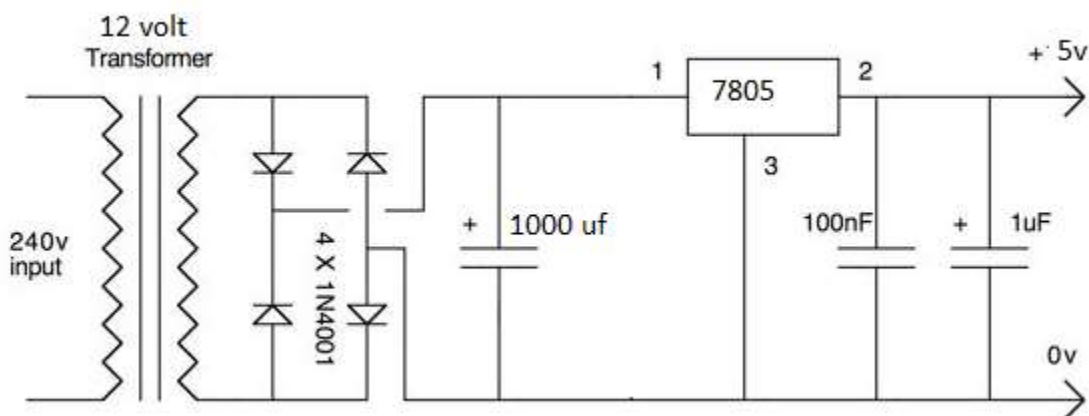 12 volt
Transformer
240v
input
4 X 1N4001
+ 1000 uf
1
7805
2
3
100nF
+ 1uF
+ 5v
0v